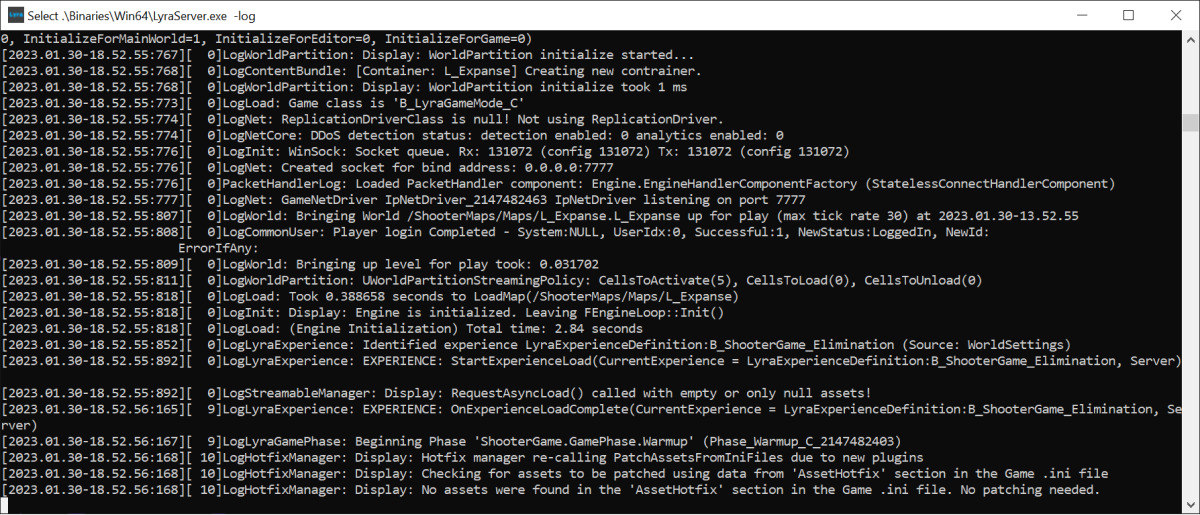 Select .\Binaries\Win64\LyraServer.exe -log
0, InitializeForMainWorld=1, InitializeForEditor=0, InitializeForGame=0)
[2023.01.30-18.52.55:767][  0]LogWorldPartition: Display: WorldPartition initialize started...
[2023.01.30-18.52.55:768][  0]LogContentBundle: [Container: L_Expanse] Creating new contrainer.
[2023.01.30-18.52.55:768][  0]LogWorldPartition: Display: WorldPartition initialize took 1 ms
[2023.01.30-18.52.55:773][  0]LogLoad: Game class is 'B_LyraGameMode_C'
[2023.01.30-18.52.55:774][  0]LogNet: ReplicationDriverClass is null! Not using ReplicationDriver.
[2023.01.30-18.52.55:774][  0]LogNetCore: DDoS detection status: detection enabled: 0 analytics enabled: 0
[2023.01.30-18.52.55:776][  0]LogInit: WinSock: Socket queue. Rx: 131072 (config 131072) Tx: 131072 (config 131072)
[2023.01.30-18.52.55:776][  0]LogNet: Created socket for bind address: 0.0.0.0:7777
[2023.01.30-18.52.55:776][  0]PacketHandlerLog: Loaded PacketHandler component: Engine.EngineHandlerComponentFactory (StatelessConnectHandlerComponent)
[2023.01.30-18.52.55:777][  0]LogNet: GameNetDriver IpNetDriver_2147482463 IpNetDriver listening on port 7777
[2023.01.30-18.52.55:807][  0]LogWorld: Bringing World /ShooterMaps/Maps/L_Expanse.L_Expanse up for play (max tick rate 30) at 2023.01.30-13.52.55
[2023.01.30-18.52.55:808][  0]LogCommonUser: Player login Completed - System:NULL, UserIdx:0, Successful:1, NewStatus:LoggedIn, NewId:
ErrorIfAny:
[2023.01.30-18.52.55:809][  0]LogWorld: Bringing up level for play took: 0.031702
[2023.01.30-18.52.55:811][  0]LogWorldPartition: UWorldPartitionStreamingPolicy: CellsToActivate(5), CellsToLoad(0), CellsToUnload(0)
[2023.01.30-18.52.55:818][  0]LogLoad: Took 0.388658 seconds to LoadMap(/ShooterMaps/Maps/L_Expanse)
[2023.01.30-18.52.55:818][  0]LogInit: Display: Engine is initialized. Leaving FEngineLoop::Init()
[2023.01.30-18.52.55:818][  0]LogLoad: (Engine Initialization) Total time: 2.84 seconds
[2023.01.30-18.52.55:852][  0]LogLyraExperience: Identified experience LyraExperienceDefinition:B_ShooterGame_Elimination (Source: WorldSettings)
[2023.01.30-18.52.55:892][  0]LogLyraExperience: EXPERIENCE: StartExperienceLoad(CurrentExperience = LyraExperienceDefinition:B_ShooterGame_Elimination, Server)
[2023.01.30-18.52.55:892][  0]LogStreamableManager: Display: RequestAsyncLoad() called with empty or only null assets!
[2023.01.30-18.52.56:165][  9]LogLyraExperience: EXPERIENCE: OnExperienceLoadComplete(CurrentExperience = LyraExperienceDefinition:B_ShooterGame_Elimination, Se
rver)
[2023.01.30-18.52.56:167][  9]LogLyraGamePhase: Beginning Phase 'ShooterGame.GamePhase.Warmup' (Phase_Warmup_C_2147482403)
[2023.01.30-18.52.56:168][ 10]LogHotfixManager: Display: Hotfix manager re-calling PatchAssetsFromIniFiles due to new plugins
[2023.01.30-18.52.56:168][ 10]LogHotfixManager: Display: Checking for assets to be patched using data from 'AssetHotfix' section in the Game .ini file
[2023.01.30-18.52.56:168][ 10]LogHotfixManager: Display: No assets were found in the 'AssetHotfix' section in the Game .ini file. No patching needed.